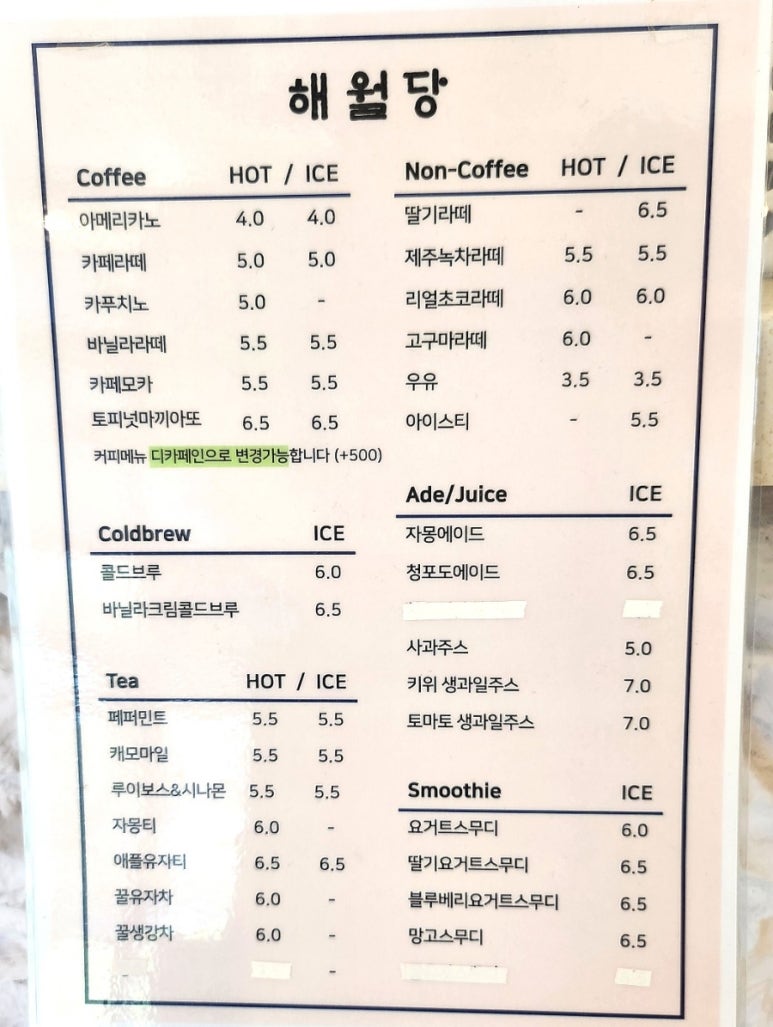 해월당
Coffee HOT / ICE
아메리카노 4.0 4.0
카페라떼 5.0 5.0
카푸치노 5.0 -
바닐라라떼 5.5 5.5
카페모카 5.5 5.5
토피넛마끼아또 6.5 6.5
커피메뉴 디카페인으로 변경가능합니다 (+500)
Coldbrew ICE
콜드브루 6.0
바닐라크림콜드브루 6.5
Tea HOT / ICE
페퍼민트 5.5 5.5
캐모마일 5.5 5.5
루이보스&시나몬 5.5 5.5
자몽티 6.0 -
애플유자티 6.5 6.5
꿀유자차 6.0 -
꿀생강차 6.0 -
- -
Non-Coffee HOT / ICE
딸기라떼 - 6.5
제주녹차라떼 5.5 5.5
리얼초코라떼 6.0 6.0
고구마라떼 6.0 -
우유 3.5 3.5
아이스티 - 5.5
Ade/Juice ICE
자몽에이드 6.5
청포도에이드 6.5
사과주스 5.0
키위 생과일주스 7.0
토마토 생과일주스 7.0
Smoothie ICE
요거트스무디 6.0
딸기요거트스무디 6.5
블루베리요거트스무디 6.5
망고스무디 6.5